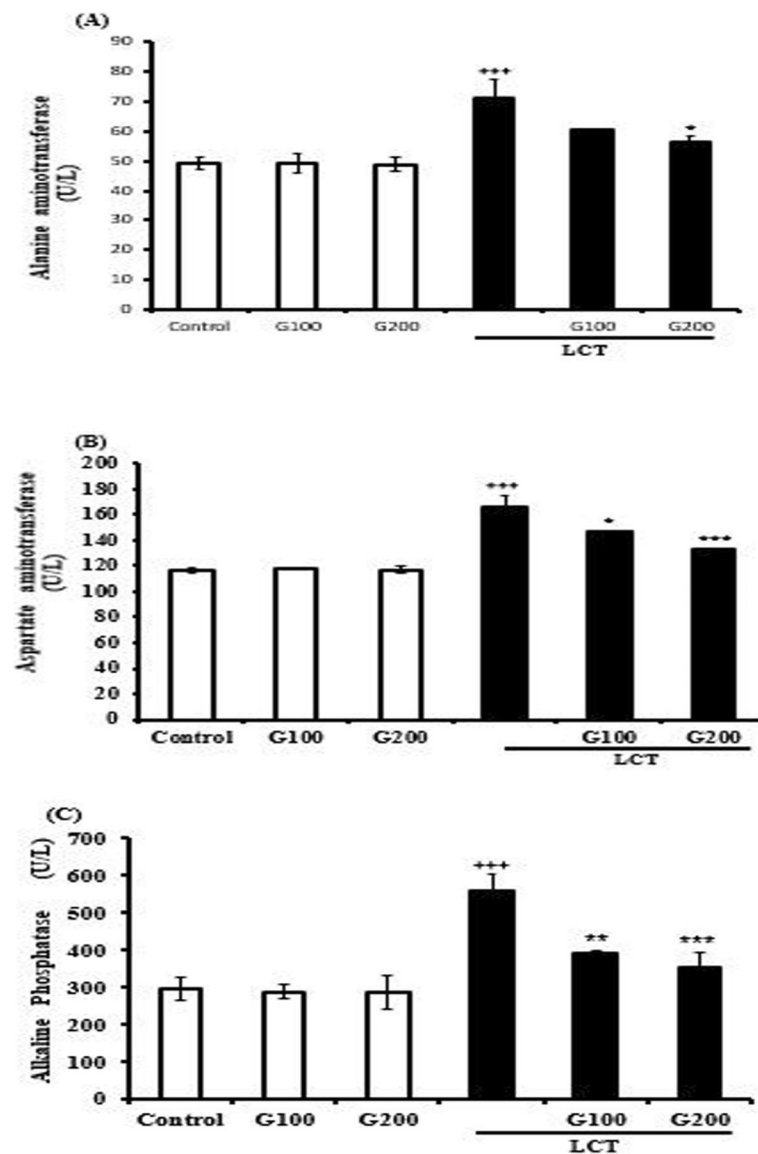 (A)
Alanine aminotransferase
(U/L)
90
80
70
60
50
40
30
20
10
0
+++
*
Control G100 G200 G100 G200
LCT
(B)
Aspartate aminotransferase
(U/L)
200
180
160
140
120
100
80
60
40
20
0
+++
*
***
Control G100 G200 G100 G200
LCT
(C)
Alkaline Phosphatase (U/L)
700
600
500
400
300
200
100
0
+++
**
***
Control G100 G200 G100 G200
LCT